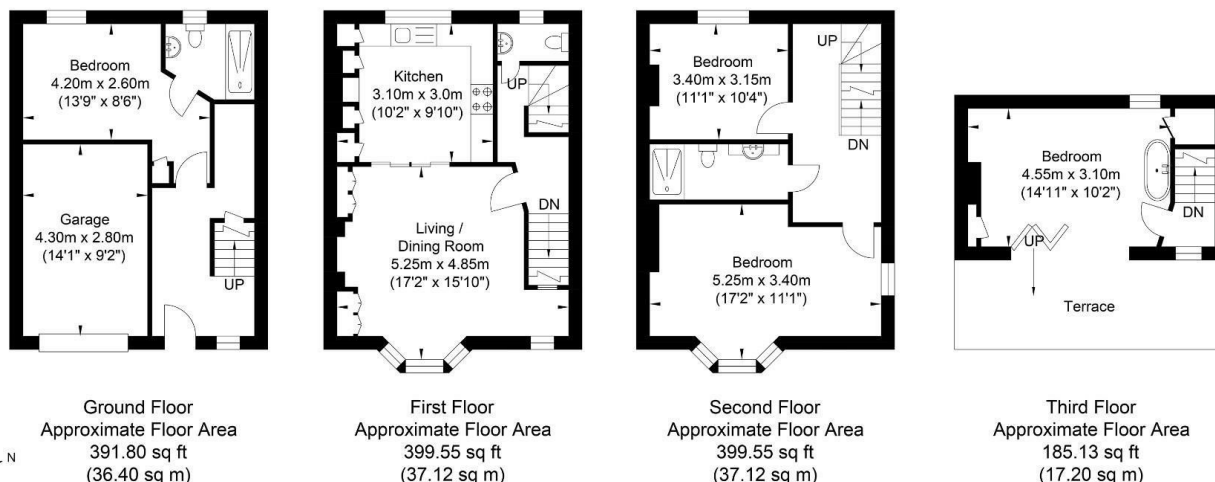 Bedroom
4.20m x 2.60m
(13'9" x 8'6")
Garage
4.30m x 2.80m
(14'1" x 9'2")
UP
Ground Floor
Approximate Floor Area
391.80 sq ft
(36.40 sq m)
Kitchen
3.10m x 3.0m
(10'2" x 9'10")
UP
Living /
Dining Room
5.25m x 4.85m
(17'2" x 15'10")
DN
First Floor
Approximate Floor Area
399.55 sq ft
(37.12 sq m)
Bedroom
3.40m x 3.15m
(11'1" x 10'4")
UP
DN
Bedroom
5.25m x 3.40m
(17'2" x 11'1")
Second Floor
Approximate Floor Area
399.55 sq ft
(37.12 sq m)
Bedroom
4.55m x 3.10m
(14'11" x 10'2")
DN
UP
Terrace
Third Floor
Approximate Floor Area
185.13 sq ft
(17.20 sq m)
N